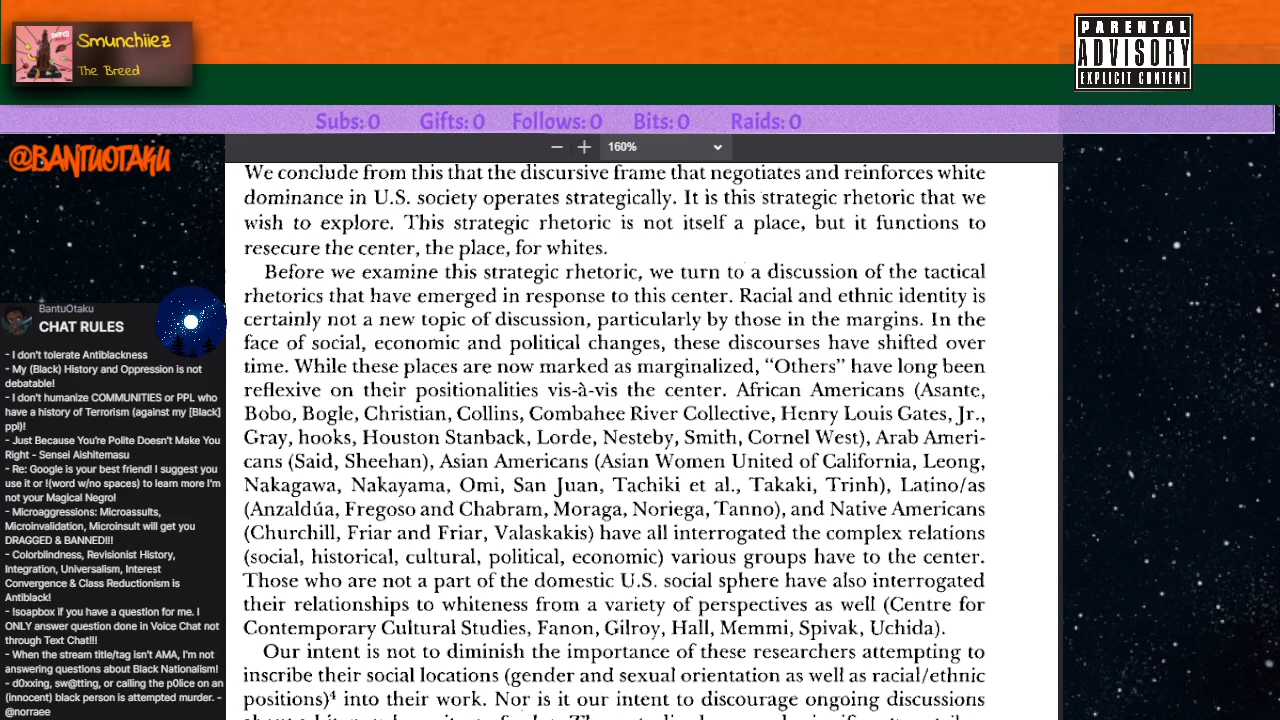 Smunchiiez
The Breed
PARENTAL
ADVISORY
EXPLICIT CONTENT
Subs: 0 Gifts: 0 Follows: 0 Bits: 0 Raids: 0
@BANTUOTAKU
160%
We conclude from this that the discursive frame that negotiates and reinforces white
dominance in U.S. society operates strategically. It is this strategic rhetoric that we
wish to explore. This strategic rhetoric is not itself a place, but it functions to
resecure the center, the place, for whites.
Before we examine this strategic rhetoric, we turn to a discussion of the tactical
rhetorics that have emerged in response to this center. Racial and ethnic identity is
certainly not a new topic of discussion, particularly by those in the margins. In the
face of social, economic and political changes, these discourses have shifted over
time. While these places are now marked as marginalized, “Others” have long been
reflexive on their positionalities vis-à-vis the center. African Americans (Asante,
Bobo, Bogle, Christian, Collins, Combahee River Collective, Henry Louis Gates, Jr.,
Gray, hooks, Houston Stanback, Lorde, Nesteby, Smith, Cornel West), Arab Ameri-
cans (Said, Sheehan), Asian Americans (Asian Women United of California, Leong,
Nakagawa, Nakayama, Omi, San Juan, Tachiki et al., Takaki, Trinh), Latino/as
(Anzaldúa, Fregoso and Chabram, Moraga, Noriega, Tanno), and Native Americans
(Churchill, Friar and Friar, Valaskakis) have all interrogated the complex relations
(social, historical, cultural, political, economic) various groups have to the center.
Those who are not a part of the domestic U.S. social sphere have also interrogated
their relationships to whiteness from a variety of perspectives as well (Centre for
Contemporary Cultural Studies, Fanon, Gilroy, Hall, Memmi, Spivak, Uchida).
Our intent is not to diminish the importance of these researchers attempting to
inscribe their social locations (gender and sexual orientation as well as racial/ethnic
positions)⁴ into their work. Nor is it our intent to discourage ongoing discussions
BantuOtaku
CHAT RULES
- I don't tolerate Antiblackness
- My (Black) History and Oppression is not
debatable!
- I don't humanize COMMUNITIES or PPL who
have a history of Terrorism (against my [Black]
ppl)!
- Just Because You're Polite Doesn't Make You
Right - Sensei Aishitemasu
- Re: Google is your best friend! I suggest you
use it or !(word w/no spaces) to learn more I'm
not your Magical Negro!
- Microaggressions: Microassults,
Microinvalidation, Microinsult will get you
DRAGGED & BANNED!!!
- Colorblindness, Revisionist History,
Integration, Universalism, Interest
Convergence & Class Reductionism is
Antiblack!
- !soapbox if you have a question for me. I
ONLY answer question done in Voice Chat not
through Text Chat!!!
- When the stream title/tag isn't AMA, I'm not
answering questions about Black Nationalism!
- d0xxing, sw@tting, or calling the p0lice on an
(innocent) black person is attempted murder. -
@norraee